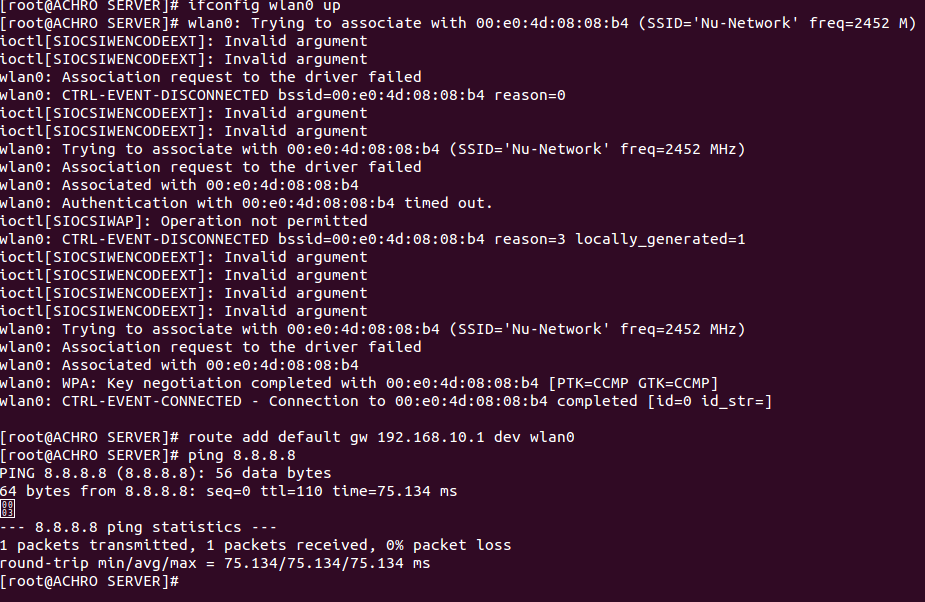 [root@ACHRO SERVER]# ifconfig wlan0 up
[root@ACHRO SERVER]# wlan0: Trying to associate with 00:e0:4d:08:08:b4 (SSID='Nu-Network' freq=2452 M)
ioctl[SIOCSIWENCODEEXT]: Invalid argument
ioctl[SIOCSIWENCODEEXT]: Invalid argument
wlan0: Association request to the driver failed
wlan0: CTRL-EVENT-DISCONNECTED bssid=00:e0:4d:08:08:b4 reason=0
ioctl[SIOCSIWENCODEEXT]: Invalid argument
ioctl[SIOCSIWENCODEEXT]: Invalid argument
wlan0: Trying to associate with 00:e0:4d:08:08:b4 (SSID='Nu-Network' freq=2452 MHz)
wlan0: Association request to the driver failed
wlan0: Associated with 00:e0:4d:08:08:b4
wlan0: Authentication with 00:e0:4d:08:08:b4 timed out.
ioctl[SIOCSIWAP]: Operation not permitted
wlan0: CTRL-EVENT-DISCONNECTED bssid=00:e0:4d:08:08:b4 reason=3 locally_generated=1
ioctl[SIOCSIWENCODEEXT]: Invalid argument
ioctl[SIOCSIWENCODEEXT]: Invalid argument
ioctl[SIOCSIWENCODEEXT]: Invalid argument
ioctl[SIOCSIWENCODEEXT]: Invalid argument
wlan0: Trying to associate with 00:e0:4d:08:08:b4 (SSID='Nu-Network' freq=2452 MHz)
wlan0: Association request to the driver failed
wlan0: Associated with 00:e0:4d:08:08:b4
wlan0: WPA: Key negotiation completed with 00:e0:4d:08:08:b4 [PTK=CCMP GTK=CCMP]
wlan0: CTRL-EVENT-CONNECTED - Connection to 00:e0:4d:08:08:b4 completed [id=0 id_str=]
[root@ACHRO SERVER]# route add default gw 192.168.10.1 dev wlan0
[root@ACHRO SERVER]# ping 8.8.8.8
PING 8.8.8.8 (8.8.8.8): 56 data bytes
64 bytes from 8.8.8.8: seq=0 ttl=110 time=75.134 ms
0003
--- 8.8.8.8 ping statistics ---
1 packets transmitted, 1 packets received, 0% packet loss
round-trip min/avg/max = 75.134/75.134/75.134 ms
[root@ACHRO SERVER]#